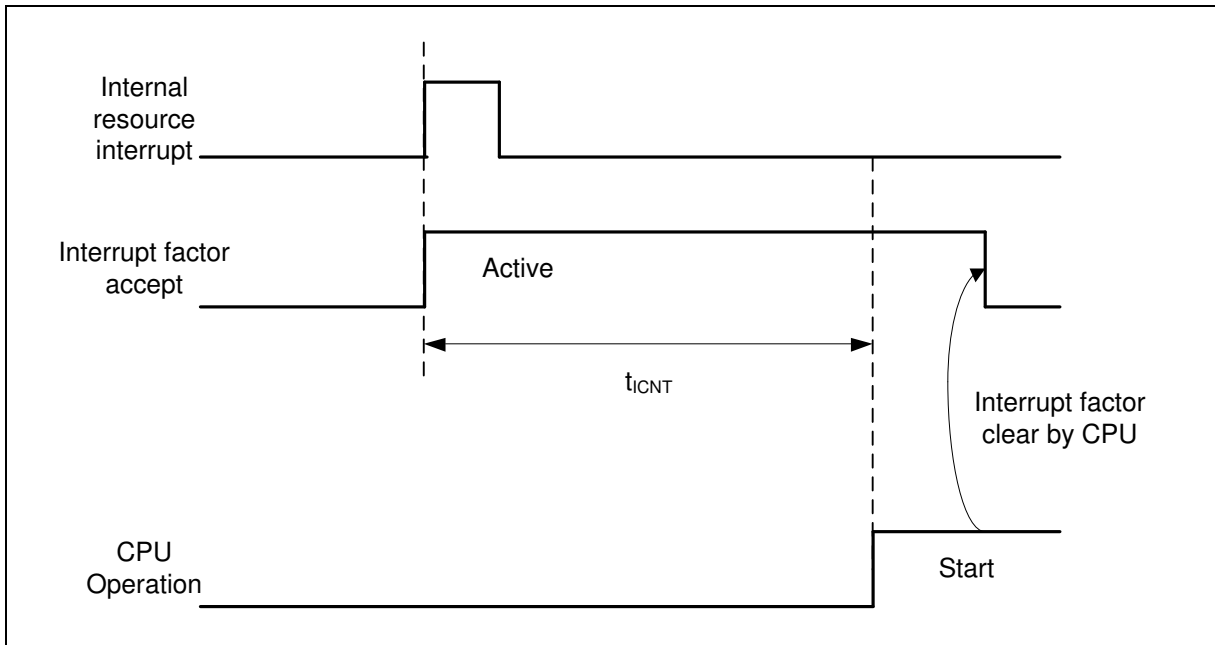 Internal
resource
interrupt
Interrupt factor
accept
Active
tICNT
Interrupt factor
clear by CPU
CPU
Operation
Start